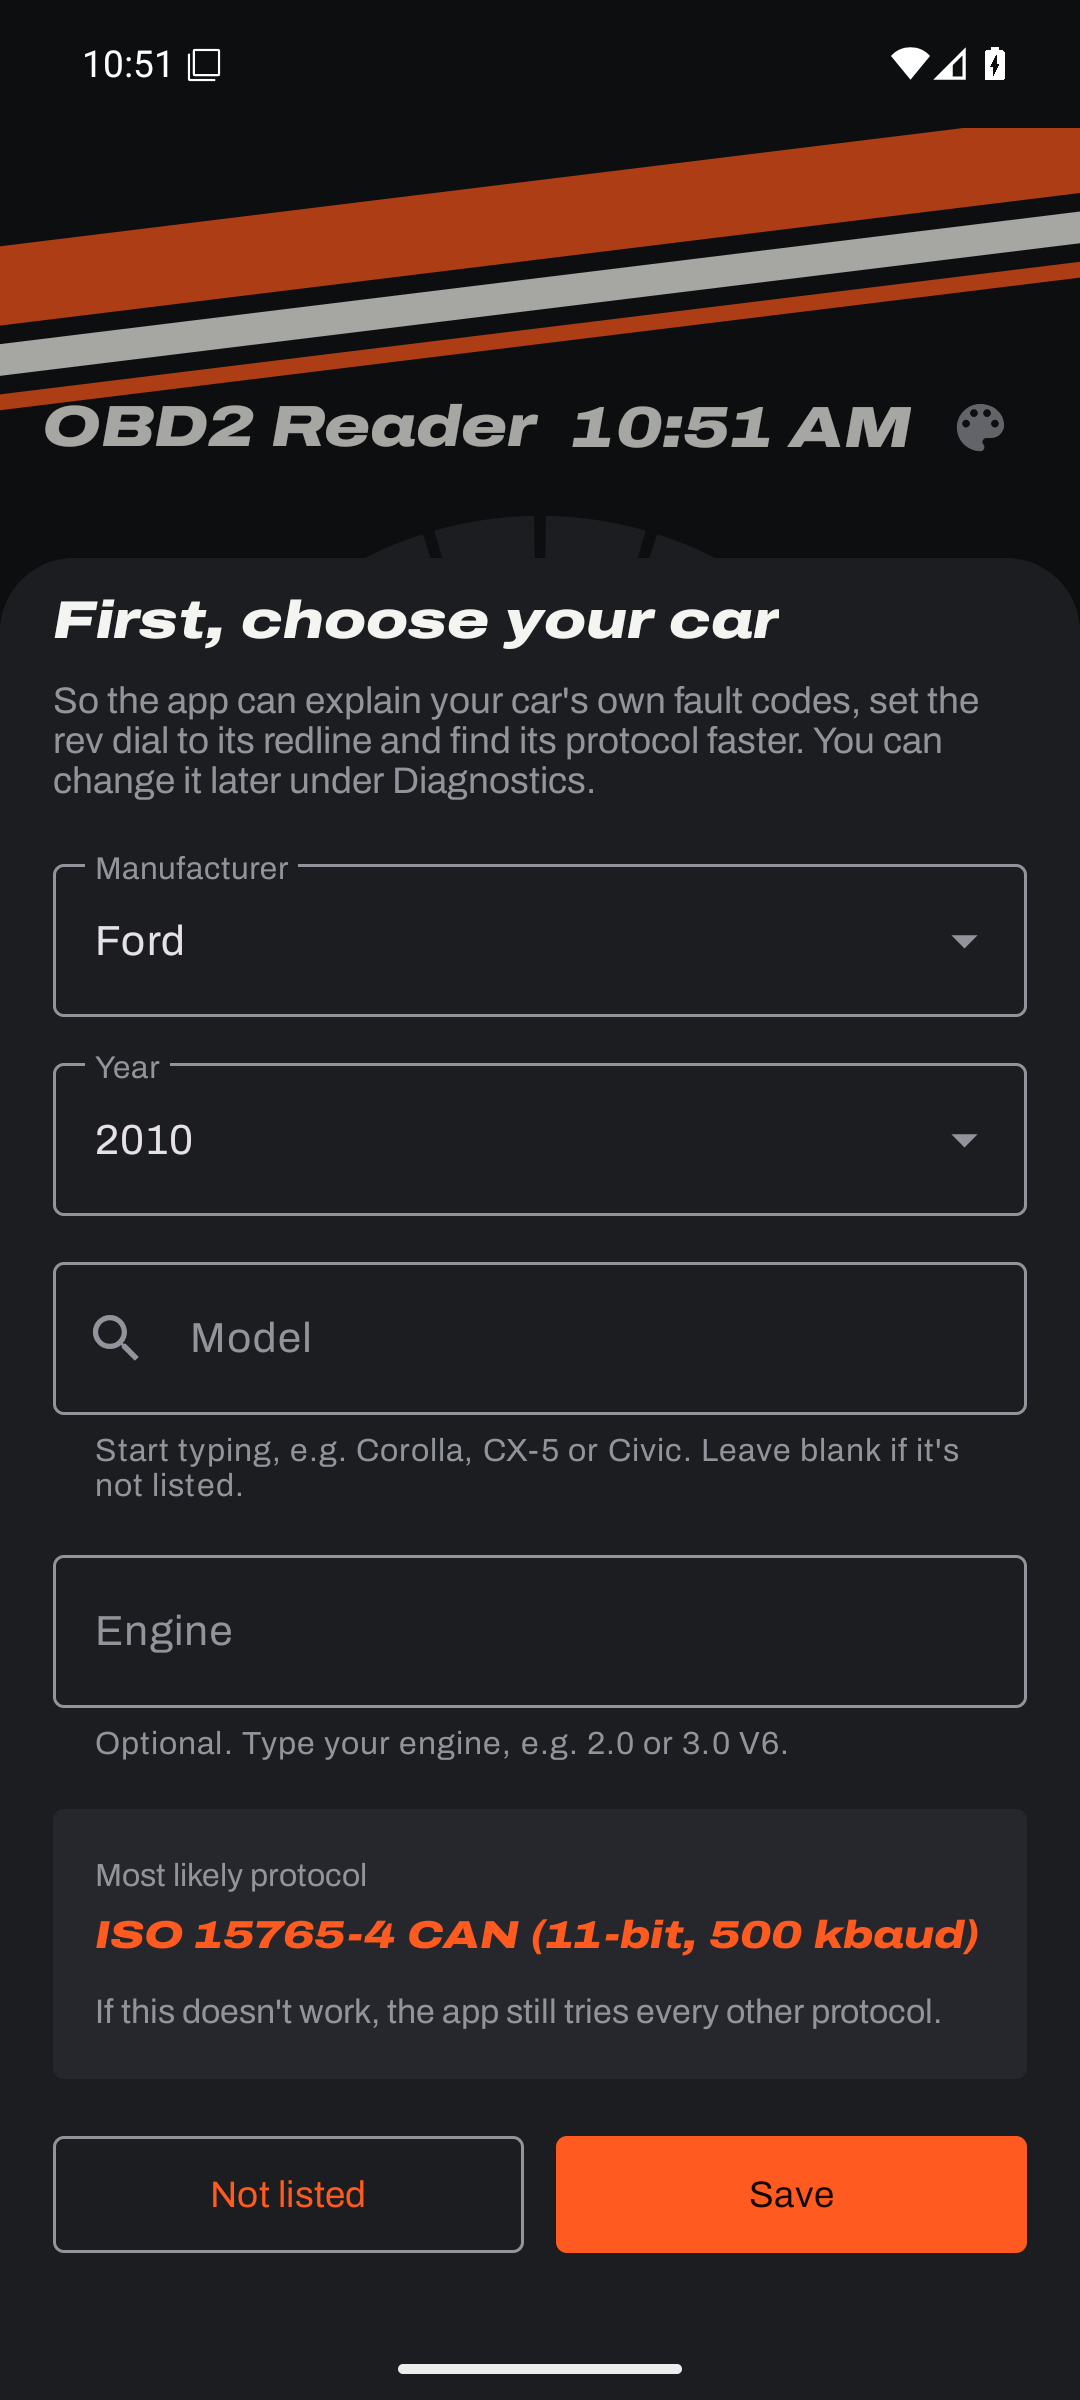 10:51
OBD2 Reader 10:51 AM
First, choose your car
So the app can explain your car's own fault codes, set the
rev dial to its redline and find its protocol faster. You can
change it later under Diagnostics.
Manufacturer
Ford
Year
2010
Model
Start typing, e.g. Corolla, CX-5 or Civic. Leave blank if it's
not listed.
Engine
Optional. Type your engine, e.g. 2.0 or 3.0 V6.
Most likely protocol
ISO 15765-4 CAN (11-bit, 500 kbaud)
If this doesn't work, the app still tries every other protocol.
Not listed
Save